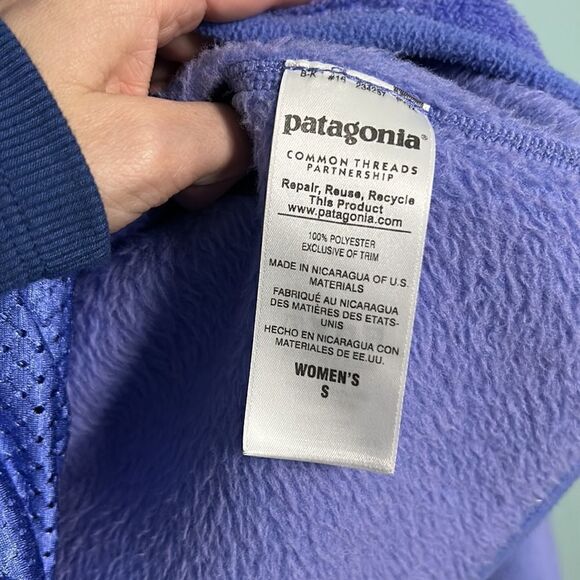 B-K #16 234257
patagonia®
COMMON THREADS
PARTNERSHIP
Repair, Reuse, Recycle
This Product
www.patagonia.com
100% POLYESTER
EXCLUSIVE OF TRIM
MADE IN NICARAGUA OF U.S.
MATERIALS
FABRIQUÉ AU NICARAGUA
DES MATIÈRES DES ETATS-
UNIS
HECHO EN NICARAGUA CON
MATERIALES DE EE.UU.
WOMEN'S
S